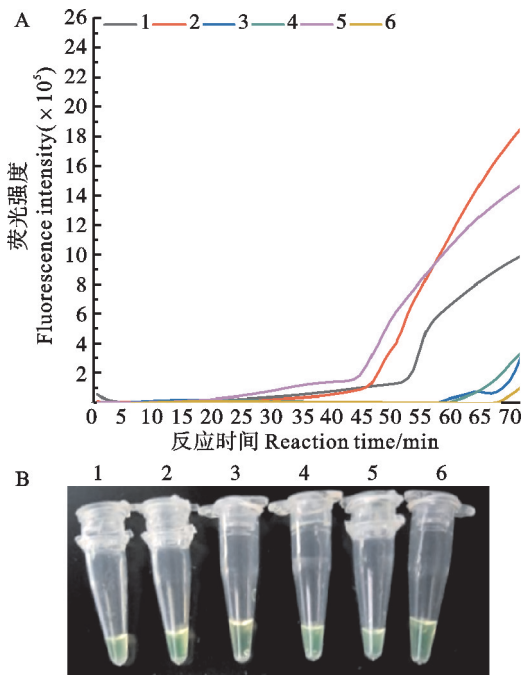 A
1 2 3 4 5 6
26
24
22
20
18
16
14
12
10
8
6
4
2
荧光强度
Fluorescence intensity(×10⁵)
0 5 10 15 20 25 30 35 40 45 50 55 60 65 70
反应时间 Reaction time/min
B
1 2 3 4 5 6